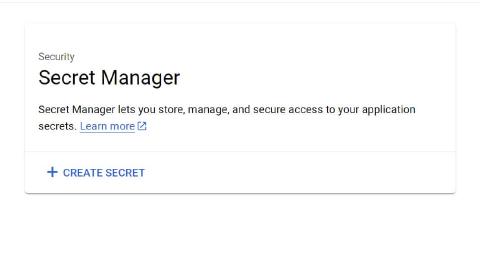 Security
Secret Manager
Secret Manager lets you store, manage, and secure access to your application
secrets. Learn more
CREATE SECRET